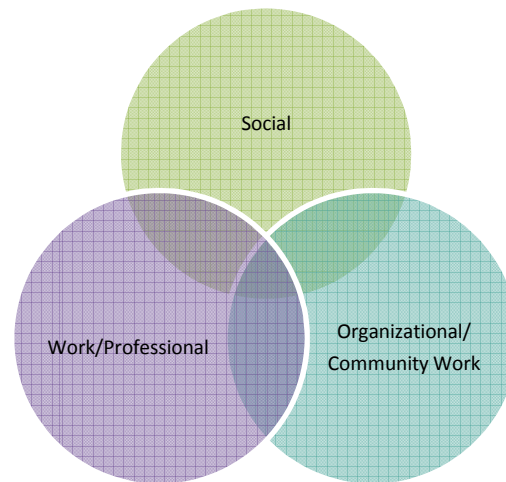 Social
Work/Professional
Organizational/
Community Work